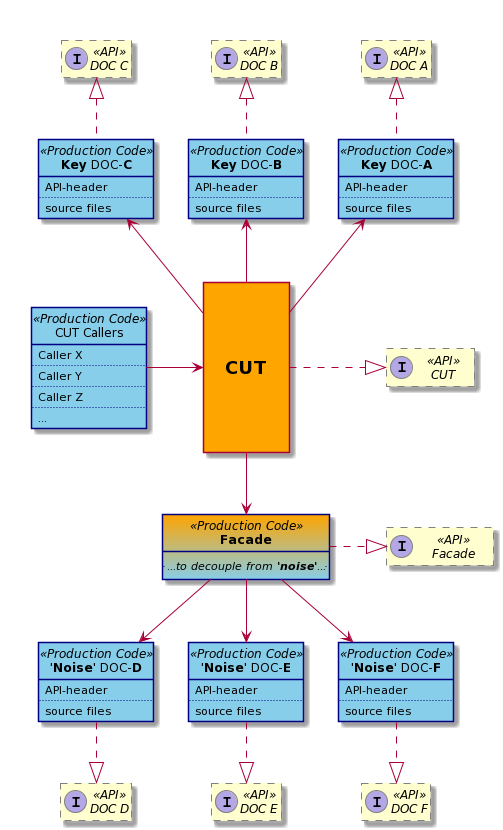 I «API»
DOC C
I «API»
DOC B
I «API»
DOC A
«Production Code»
Key DOC-C
API-header
source files
«Production Code»
Key DOC-B
API-header
source files
«Production Code»
Key DOC-A
API-header
source files
«Production Code»
CUT Callers
Caller X
Caller Y
Caller Z
...
CUT
I «API»
CUT
«Production Code»
Facade
...to decouple from 'noise'...
I «API»
Facade
«Production Code»
'Noise' DOC-D
API-header
source files
«Production Code»
'Noise' DOC-E
API-header
source files
«Production Code»
'Noise' DOC-F
API-header
source files
I «API»
DOC D
I «API»
DOC E
I «API»
DOC F